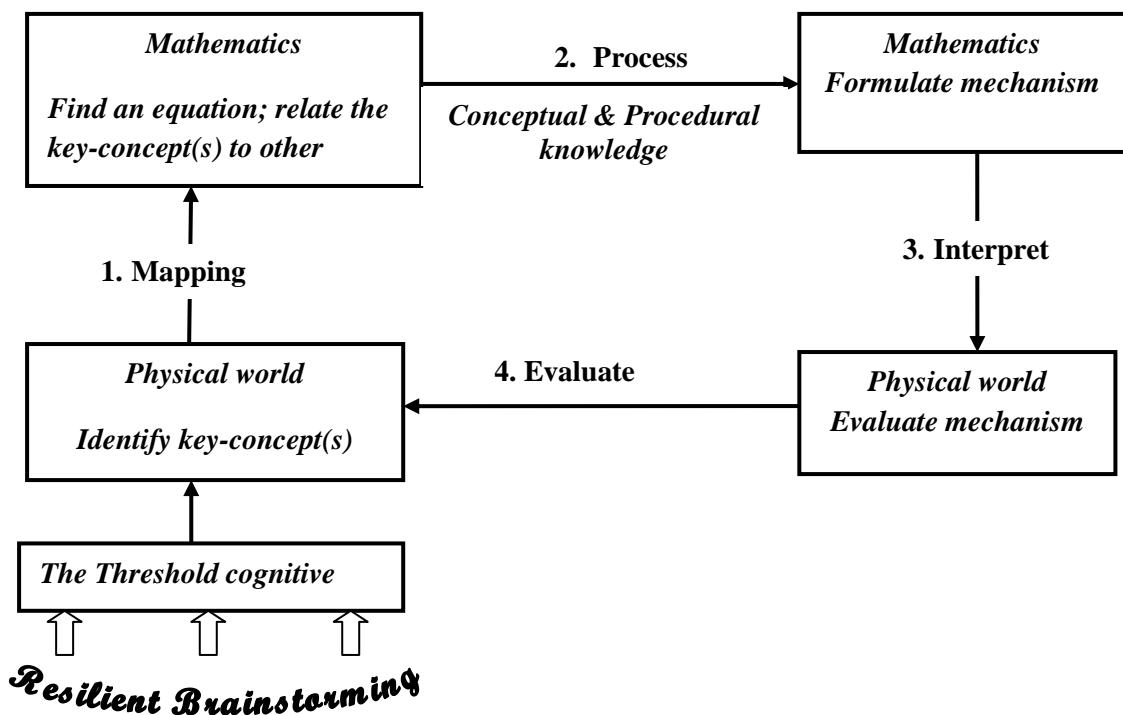 Mathematics
Find an equation; relate the
key-concept(s) to other
2. Process
Conceptual & Procedural
knowledge
Mathematics
Formulate mechanism
1. Mapping
3. Interpret
Physical world
Identify key-concept(s)
4. Evaluate
Physical world
Evaluate mechanism
The Threshold cognitive
Resilient Brainstorming